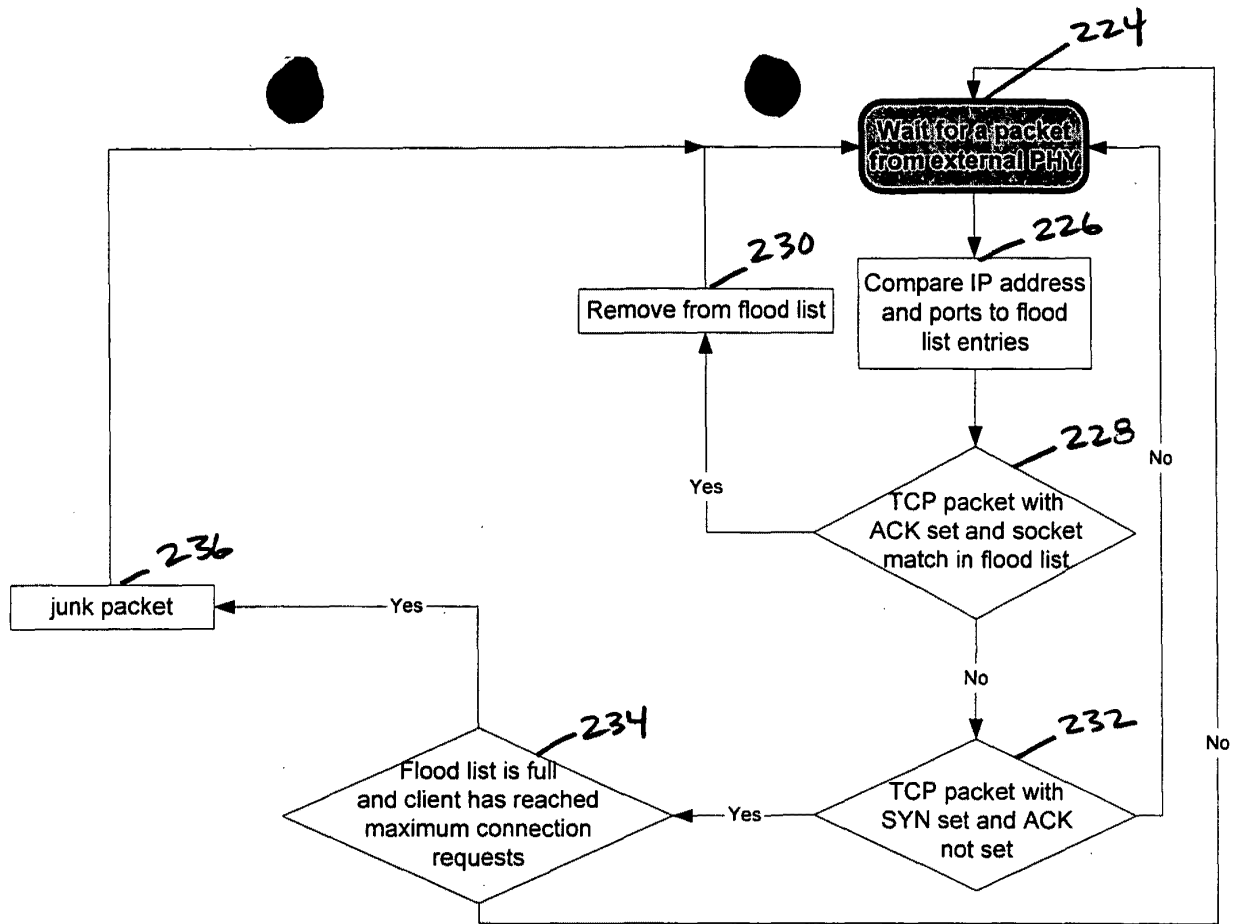 224
Wait for a packet
from external PHY
226
Compare IP address
and ports to flood
list entries
230
Remove from flood list
228
TCP packet with
ACK set and socket
match in flood list
Yes
No
No
236
junk packet
Yes
234
Flood list is full
and client has reached
maximum connection
requests
Yes
232
TCP packet with
SYN set and ACK
not set
No